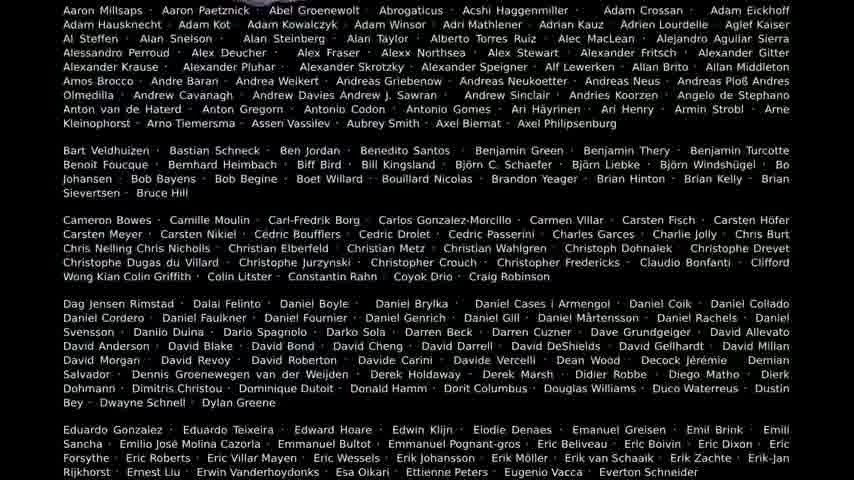 Aaron Millsaps · Aaron Paetznick · Abel Groenewolt · Abrogaticus · Acshi Haggenmiller · Adam Crossan · Adam Eickhoff
Adam Hausknecht · Adam Kot · Adam Kowalczyk · Adam Winsor · Adri Mathlener · Adrian Kauz · Adrien Lourdelle · Aglef Kaiser
Al Steffen · Alan Snelson · Alan Steinberg · Alan Taylor · Alberto Torres Ruiz · Alec MacLean · Alejandro Aguilar Sierra
Alessandro Perroud · Alex Deucher · Alex Fraser · Alexx Northsea · Alex Stewart · Alexander Fritsch · Alexander Gitter
Alexander Krause · Alexander Pluhar · Alexander Skrotzky · Alexander Speigner · Alf Lewerken · Allan Brito · Allan Middleton
Amos Brocco · Andre Baran · Andrea Weikert · Andreas Griebenow · Andreas Neukoetter · Andreas Neus · Andreas Ploß Andres
Olmedilla · Andrew Cavanagh · Andrew Davies Andrew J. Sawran · Andrew Sinclair · Andries Koorzen · Angelo de Stephano
Anton van de Haterd · Anton Gregorn · Antonio Codon · Antonio Gomes · Ari Häyrinen · Ari Henry · Armin Strobl · Arne
Kleinophorst · Arno Tiemersma · Assen Vassilev · Aubrey Smith · Axel Biernat · Axel Philipsenburg
Bart Veldhuizen · Bastian Schneck · Ben Jordan · Benedito Santos · Benjamin Green · Benjamin Thery · Benjamin Turcotte
Benoit Foucque · Bernhard Heimbach · Biff Bird · Bill Kingsland · Björn C. Schaefer · Björn Liebke · Björn Windshügel · Bo
Johansen · Bob Bayens · Bob Begine · Boet Willard · Bouillard Nicolas · Brandon Yeager · Brian Hinton · Brian Kelly · Brian
Sievertsen · Bruce Hill
Cameron Bowes · Camille Moulin · Carl-Fredrik Borg · Carlos Gonzalez-Morcillo · Carmen Villar · Carsten Fisch · Carsten Höfer
Carsten Meyer · Carsten Nikiel · Cedric Boufflers · Cedric Drolet · Cedric Passerini · Charles Garces · Charlie Jolly · Chris Burt
Chris Nelling Chris Nicholls · Christian Elberfeld · Christian Metz · Christian Wahlgren · Christoph Dohnalek · Christophe Drevet
Christophe Dugas du Villard · Christophe Jurzynski · Christopher Crouch · Christopher Fredericks · Claudio Bonfanti · Clifford
Wong Kian Colin Griffith · Colin Litster · Constantin Rahn · Coyok Drio · Craig Robinson
Dag Jensen Rimstad · Dalai Felinto · Daniel Boyle · Daniel Brylka · Daniel Cases i Armengol · Daniel Coik · Daniel Collado
Daniel Cordero · Daniel Faulkner · Daniel Fournier · Daniel Genrich · Daniel Gill · Daniel Mårtensson · Daniel Rachels · Daniel
Svensson · Danilo Duina · Dario Spagnolo · Darko Sola · Darren Beck · Darren Cuzner · Dave Grundgeiger · David Allevato
David Anderson · David Blake · David Bond · David Cheng · David Darrell · David DeShields · David Gellhardt · David Milian
David Morgan · David Revoy · David Roberton · Davide Carini · Davide Vercelli · Dean Wood · Decock Jérémie · Demian
Salvador · Dennis Groenewegen van der Weijden · Derek Holdaway · Derek Marsh · Didier Robbe · Diego Matho · Dierk
Dohmann · Dimitris Christou · Dominique Dutoit · Donald Hamm · Dorit Columbus · Douglas Williams · Duco Waterreus · Dustin
Bey · Dwayne Schnell · Dylan Greene
Eduardo Gonzalez · Eduardo Teixeira · Edward Hoare · Edwin Klijn · Elodie Denaes · Emanuel Greisen · Emil Brink · Emili
Sancha · Emilio José Molina Cazorla · Emmanuel Bultot · Emmanuel Pognant-gros · Eric Beliveau · Eric Boivin · Eric Dixon · Eric
Forsythe · Eric Roberts · Eric Villar Mayen · Eric Wessels · Erik Johansson · Erik Möller · Erik van Schaaik · Erik Zachte · Erik-Jan
Rijkhorst · Ernest Liu · Erwin Vanderhoydonks · Esa Oikari · Ettienne Peters · Eugenio Vacca · Everton Schneider